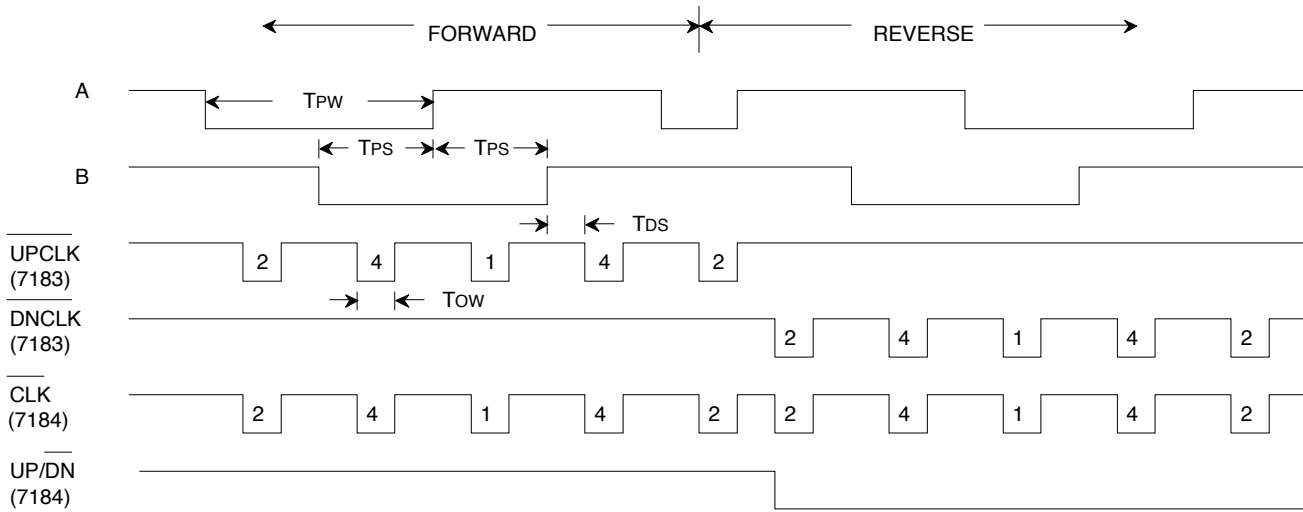 FORWARD REVERSE
A TPW
TPS TPS
B
TDS
UPCLK 2 4 1 4 2
(7183)
TOW
DNCLK 2 4 1 4 2
(7183)
CLK 2 4 1 4 2 2 4 1 4 2
(7184)
UP/DN
(7184)